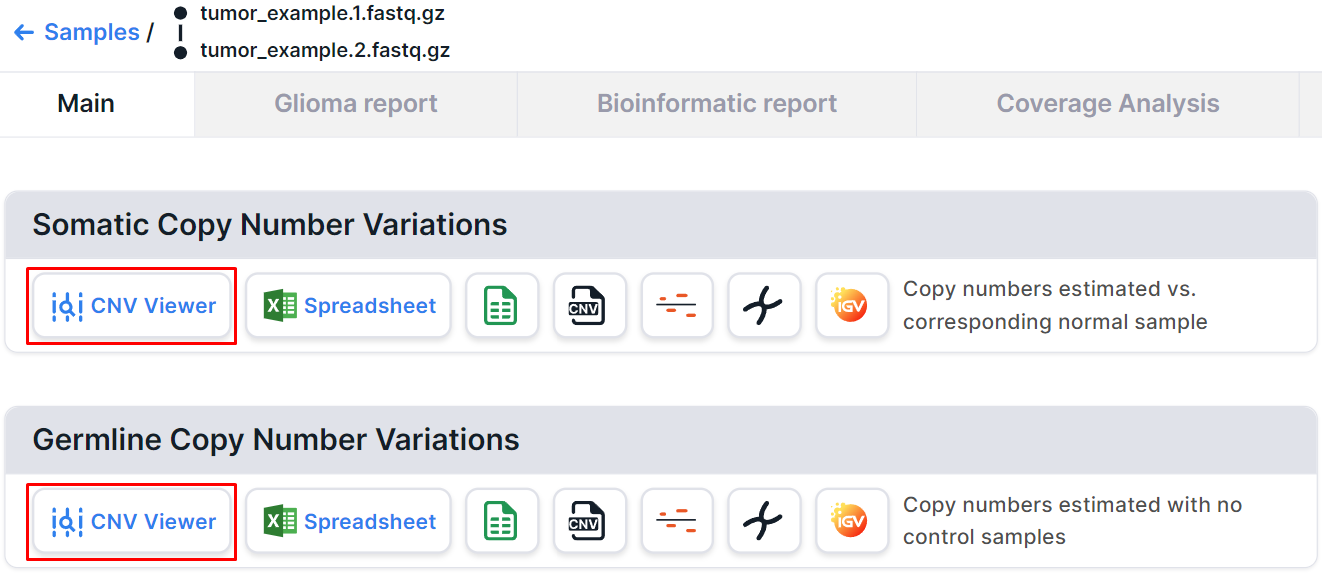 tumor_example.1.fastq.gz
Samples /
tumor_example.2.fastq.gz
Main
Glioma report
Bioinformatic report
Coverage Analysis
Somatic Copy Number Variations
CNV Viewer
X Spreadsheet
CNV
IGV
Copy numbers estimated vs.
corresponding normal sample
Germline Copy Number Variations
CNV Viewer
X Spreadsheet
CNV
IGV
Copy numbers estimated with no
control samples